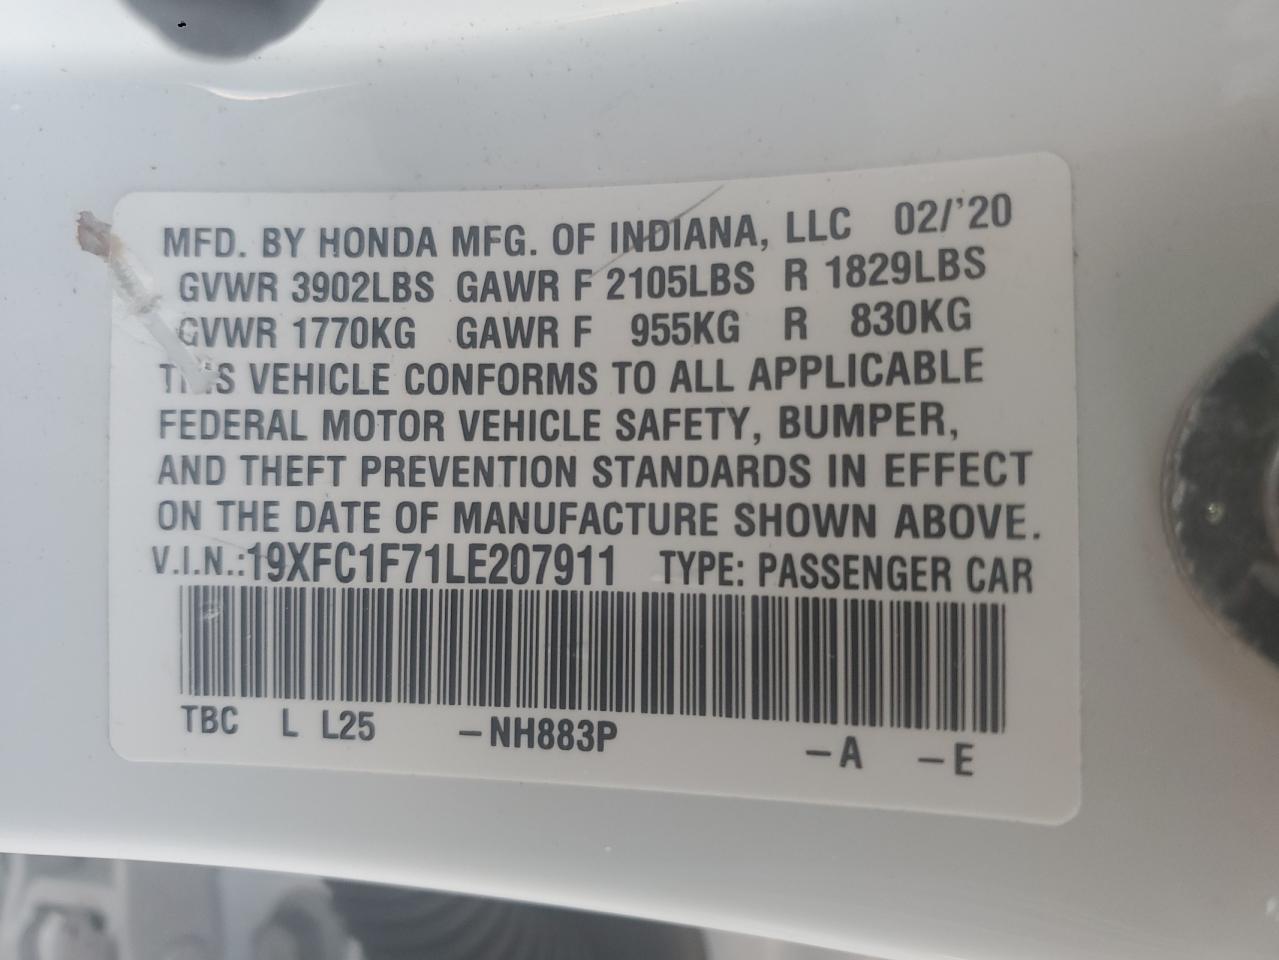 MFD. BY HONDA MFG. OF INDIANA, LLC 02/'20
GVWR 3902LBS GAWR F 2105LBS R 1829LBS
GVWR 1770KG GAWR F 955KG R 830KG
THIS VEHICLE CONFORMS TO ALL APPLICABLE
FEDERAL MOTOR VEHICLE SAFETY, BUMPER,
AND THEFT PREVENTION STANDARDS IN EFFECT
ON THE DATE OF MANUFACTURE SHOWN ABOVE.
V.I.N.:19XFC1F71LE207911 TYPE: PASSENGER CAR
TBC L L25 -NH883P -A -E